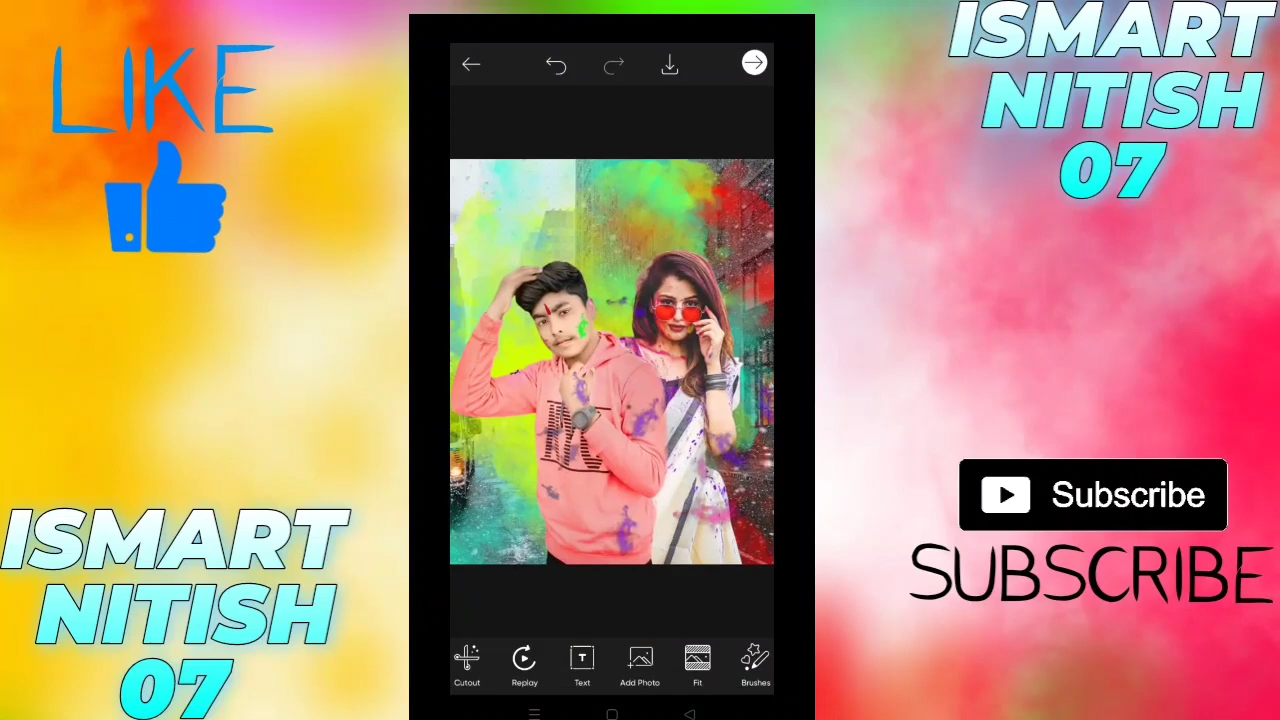 LIKE
ISMART
NITISH
07
ISMART
NITISH
07
Subscribe
SUBSCRIBE
T
Cutout
Replay
Text
Add Photo
Fit
Brushes